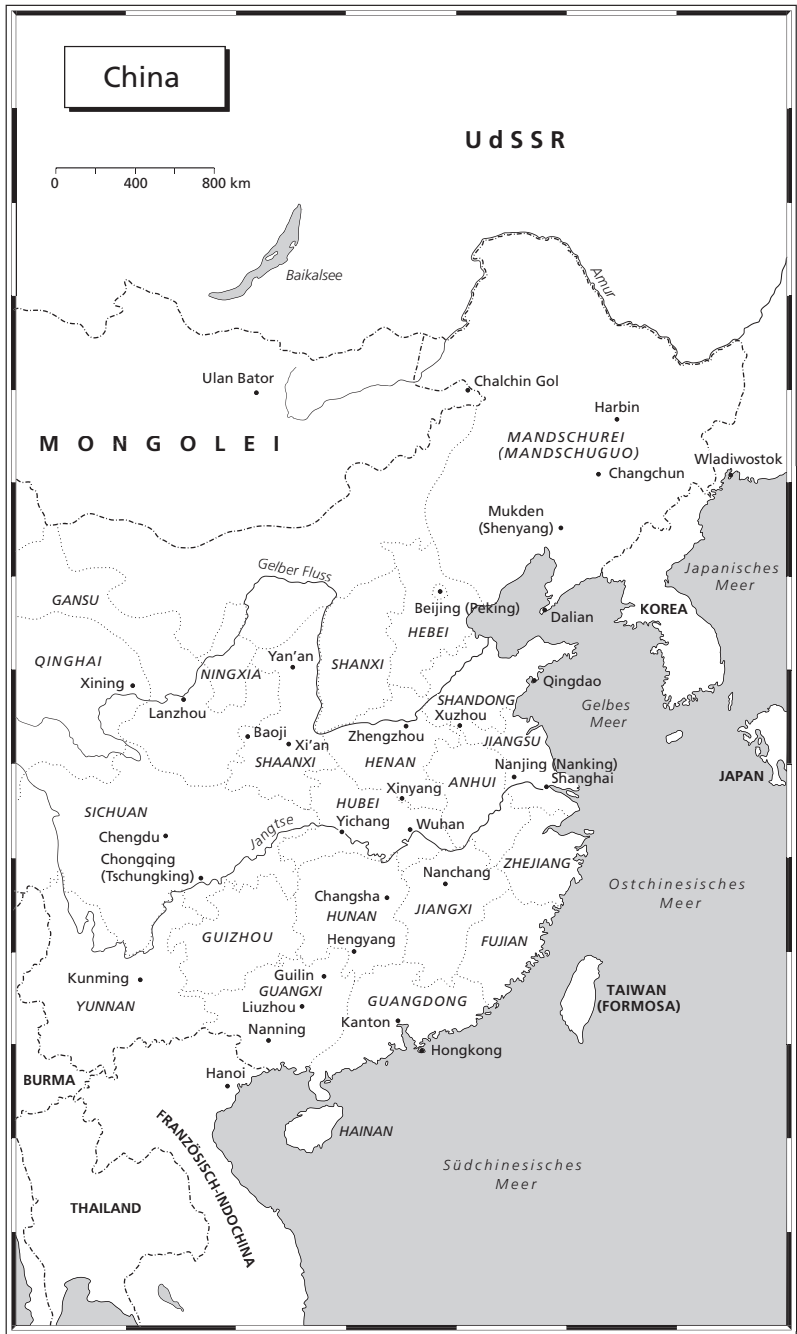 China
UdSSR
0 400 800 km
Baikalsee
Amur
Ulan Bator
Chalchin Gol
Harbin
MONGOLEI
MANDSCHUREI
(MANDSCHUGUO)
Wladiwostok
Changchun
Mukden
(Shenyang)
Gelber Fluss
Japanisches
Meer
GANSU
Beijing (Peking)
Dalian
KOREA
HEBEI
QINGHAI
NINGXIA
Yan’an
SHANXI
Xining
Qingdao
Lanzhou
SHANDONG
Gelbes
Meer
Xuzhou
Baoji
Xi’an
Zhengzhou
JIANGSU
SHAANXI
HENAN
Nanjing (Nanking)
JAPAN
Shanghai
ANHUI
Xinyang
SICHUAN
HUBEI
Jangtse
Yichang
Wuhan
Chengdu
Chongqing
(Tschungking)
ZHEJIANG
Nanchang
Ostchinesisches
Meer
Changsha
HUNAN
JIANGXI
GUIZHOU
Hengyang
FUJIAN
Kunming
Guilin
TAIWAN
(FORMOSA)
YUNNAN
GUANGXI
GUANGDONG
Liuzhou
Kanton
Nanning
Hongkong
BURMA
Hanoi
FRANZÖSISCH-INDOCHINA
HAINAN
Südchinesisches
Meer
THAILAND